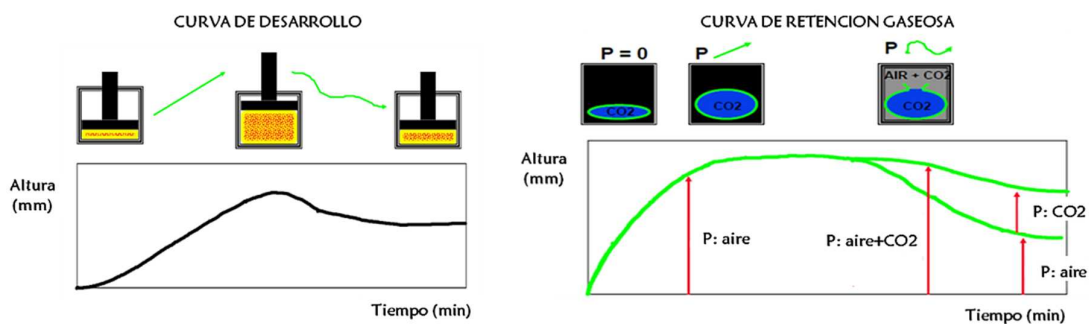 CURVA DE DESARROLLO
Altura
(mm)
Tiempo (min)
CURVA DE RETENCION GASEOSA
P = 0
P
P
CO2
CO2
AIR + CO2
CO2
Altura
(mm)
P: aire
P: aire+CO2
P: CO2
P: aire
Tiempo (min)